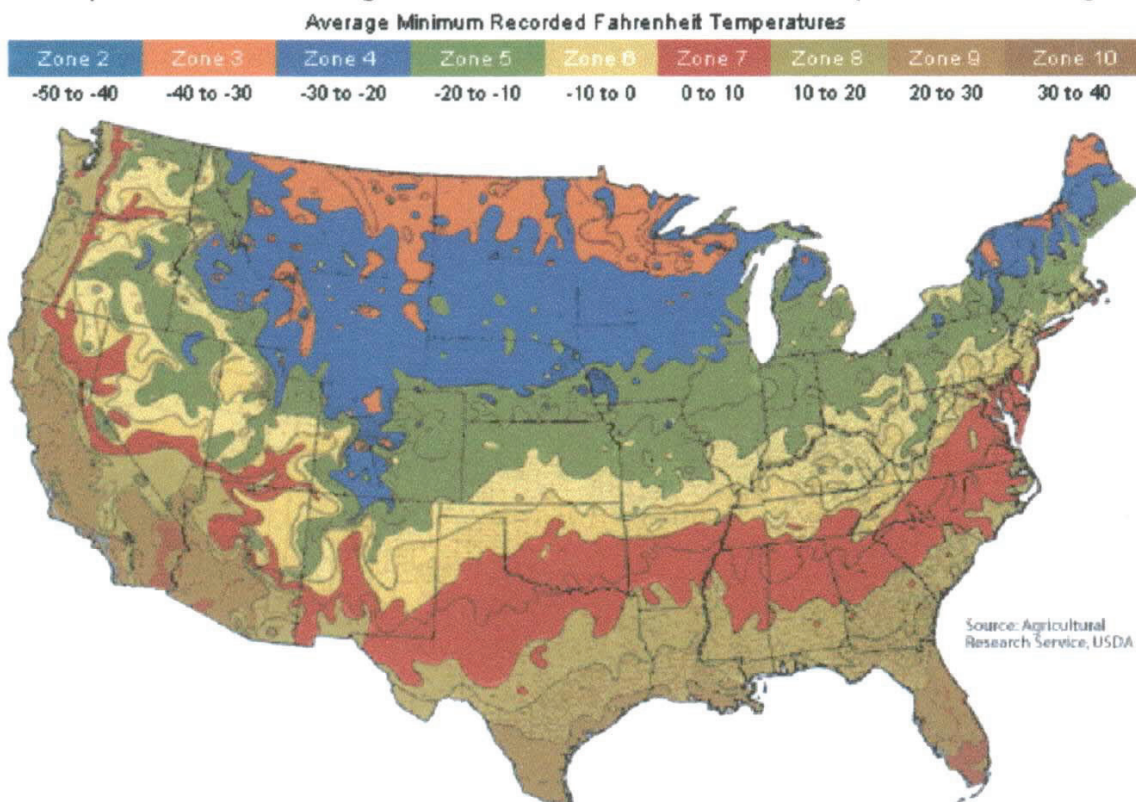 Average Minimum Recorded Fahrenheit Temperatures
Zone 2 Zone 3 Zone 4 Zone 5 Zone 6 Zone 7 Zone 8 Zone 9 Zone 10
-50 to -40 -40 to -30 -30 to -20 -20 to -10 -10 to 0 0 to 10 10 to 20 20 to 30 30 to 40
Source: Agricultural
Research Service, USDA